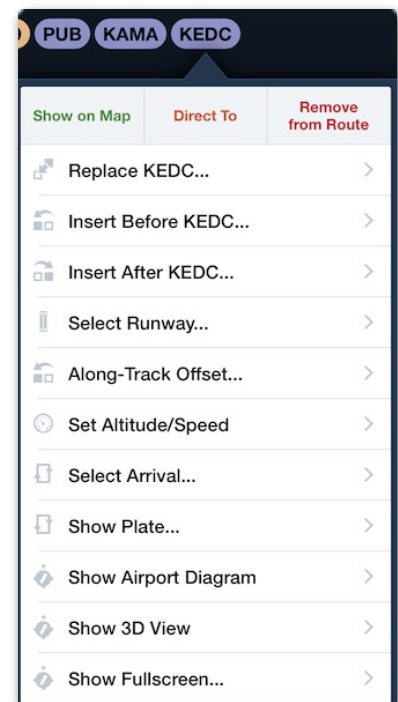 PUB KAMA KEDC
Show on Map Direct To Remove
from Route
Replace KEDC...
Insert Before KEDC...
Insert After KEDC...
Select Runway...
Along-Track Offset...
Set Altitude/Speed
Select Arrival...
Show Plate...
Show Airport Diagram
Show 3D View
Show Fullscreen...